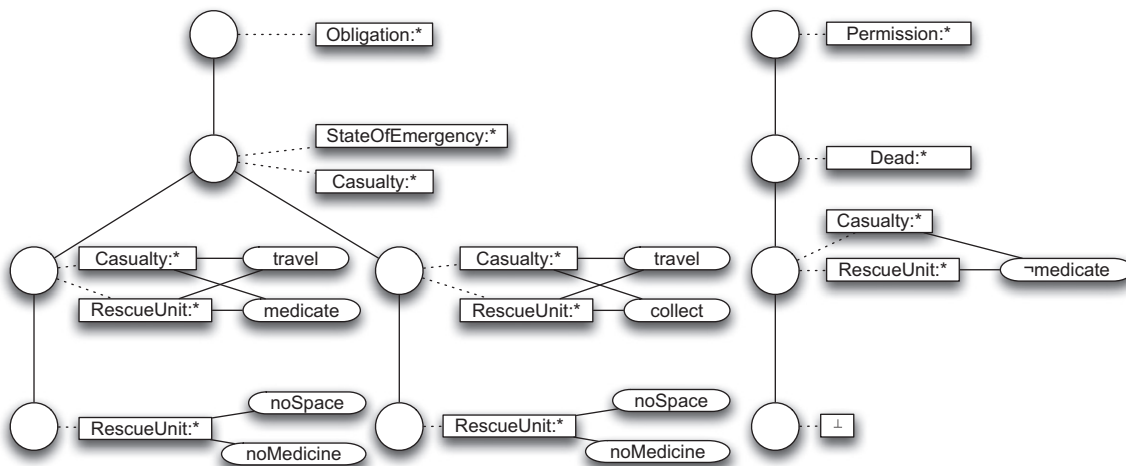 Obligation:*
Permission:*
StateOfEmergency:*
Casualty:*
Dead:*
Casualty:*
Casualty:*
travel
Casualty:*
travel
RescueUnit:*
¬medicate
RescueUnit:*
medicate
RescueUnit:*
collect
noSpace
noSpace
RescueUnit:*
RescueUnit:*
⊥
noMedicine
noMedicine